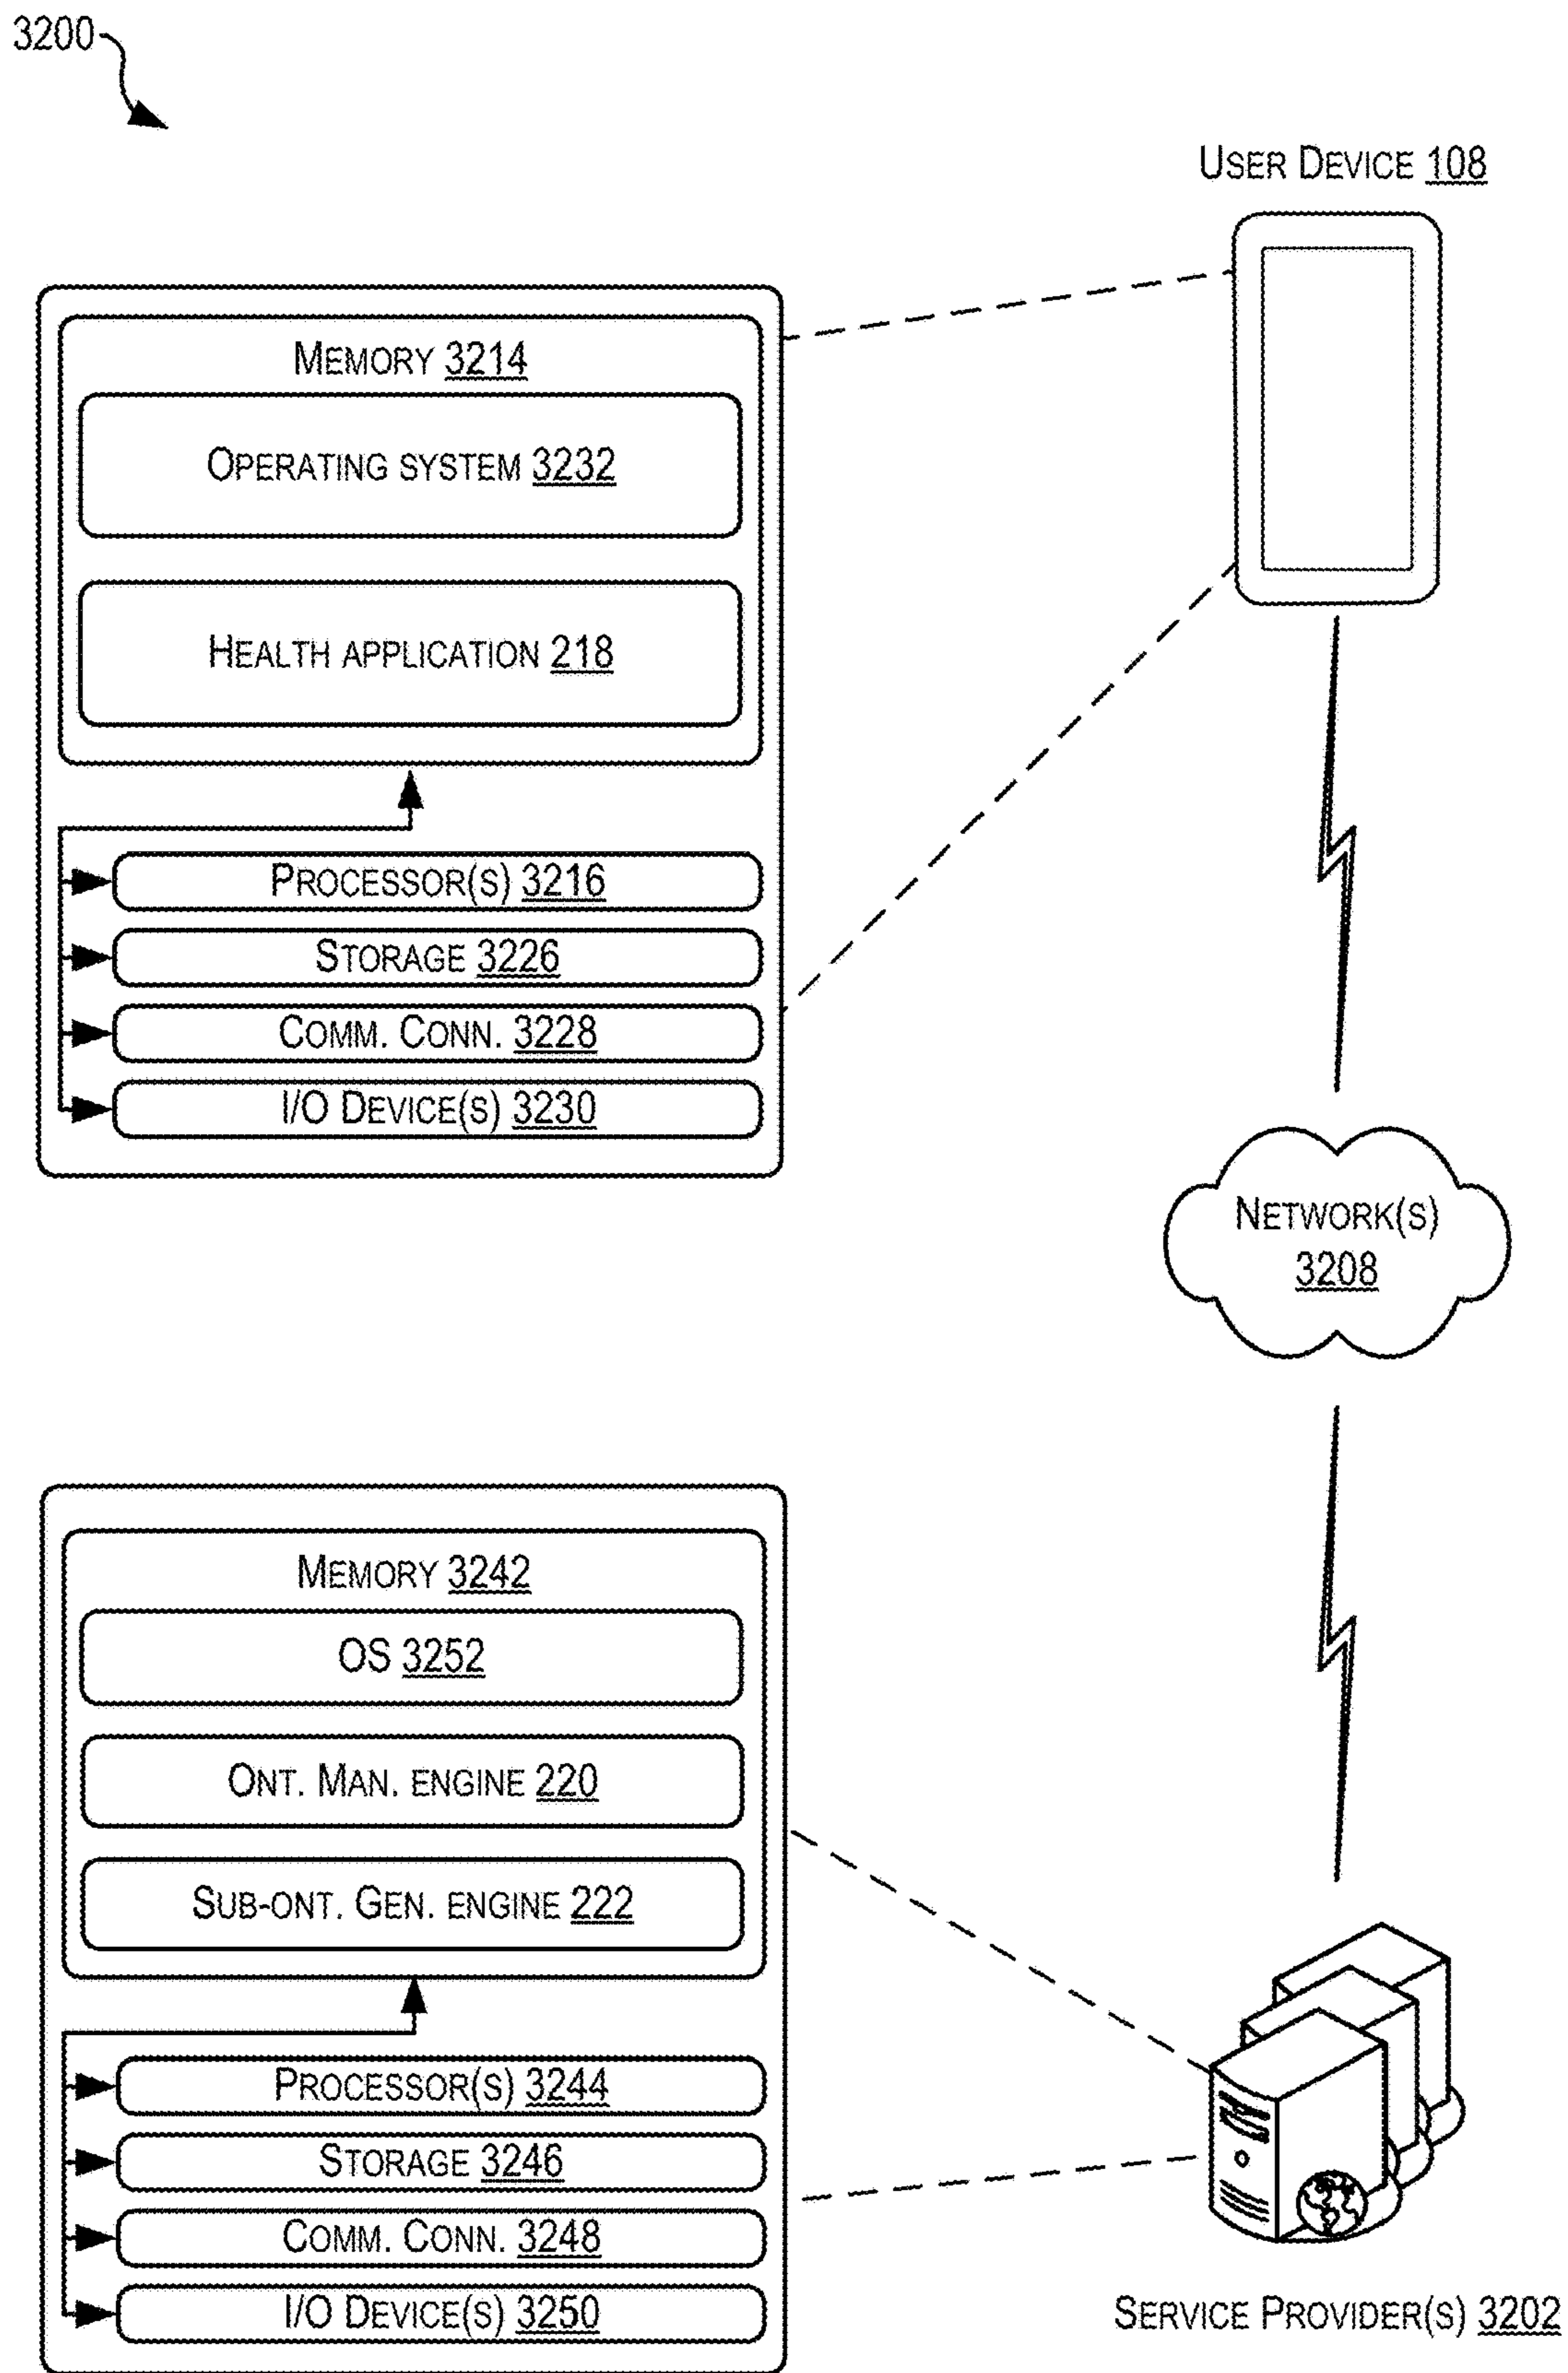 3200
USER DEVICE 108
MEMORY 3214
OPERATING SYSTEM 3232
HEALTH APPLICATION 218
PROCESSOR(S) 3216
STORAGE 3226
COMM. CONN. 3228
I/O DEVICE(S) 3230
NETWORK(S)
3208
MEMORY 3242
OS 3252
ONT. MAN. ENGINE 220
SUB-ONT. GEN. ENGINE 222
PROCESSOR(S) 3244
STORAGE 3246
COMM. CONN. 3248
I/O DEVICE(S) 3250
SERVICE PROVIDER(S) 3202